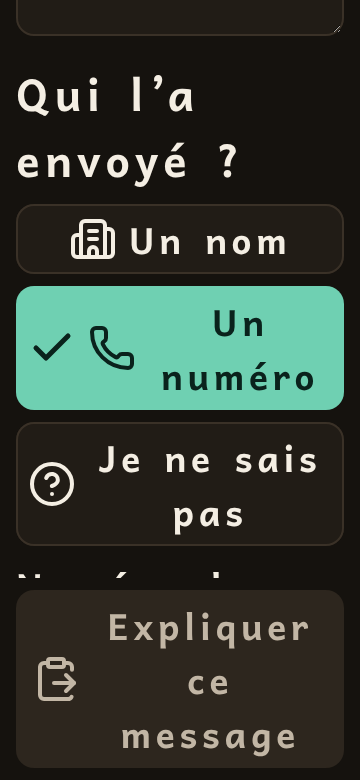 Qui l’a
envoyé ?
Un nom
Un
numéro
Je ne sais
pas
Expliquer
ce
message